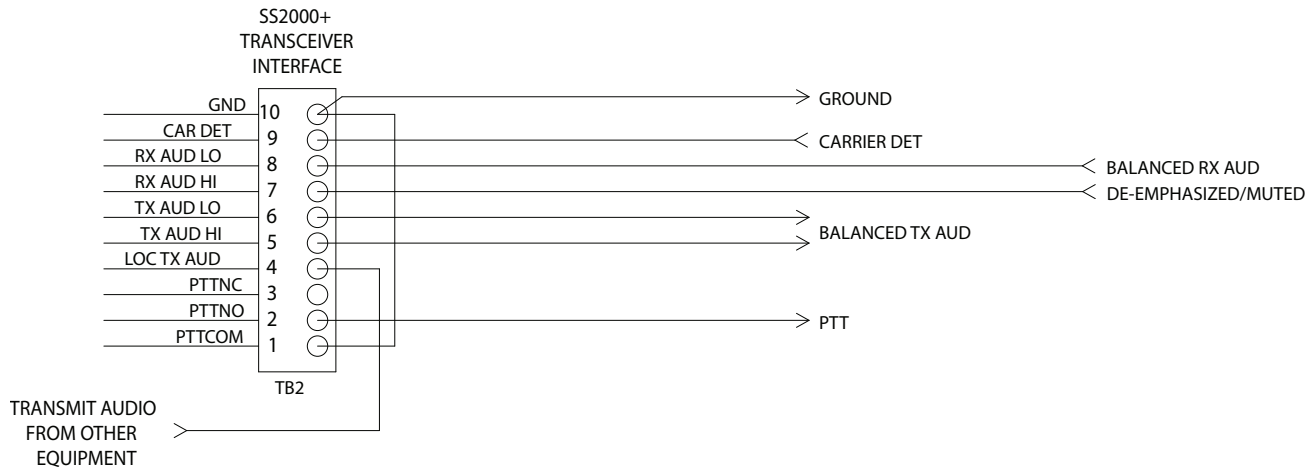 SS2000+
TRANSCEIVER
INTERFACE
GND 10
CAR DET 9
RX AUD LO 8
RX AUD HI 7
TX AUD LO 6
TX AUD HI 5
LOC TX AUD 4
PTTNC 3
PTTNO 2
PTTCOM 1
TB2
GROUND
CARRIER DET
BALANCED RX AUD
DE-EMPHASIZED/MUTED
BALANCED TX AUD
PTT
TRANSMIT AUDIO
FROM OTHER
EQUIPMENT